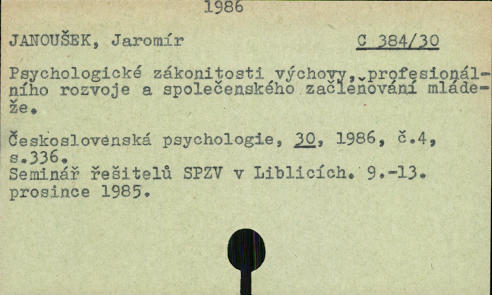 1986
JANOUŠEK, Jaromír C 384/30
Psychologické zákonitosti výchovy, profesionál-
ního rozvoje a společenského začleňování mláde-
že.
Československá psychologie, 30, 1986, č.4,
s.336.
Seminář řešitelů SPZV v Liblicích. 9.-13.
prosince 1985.